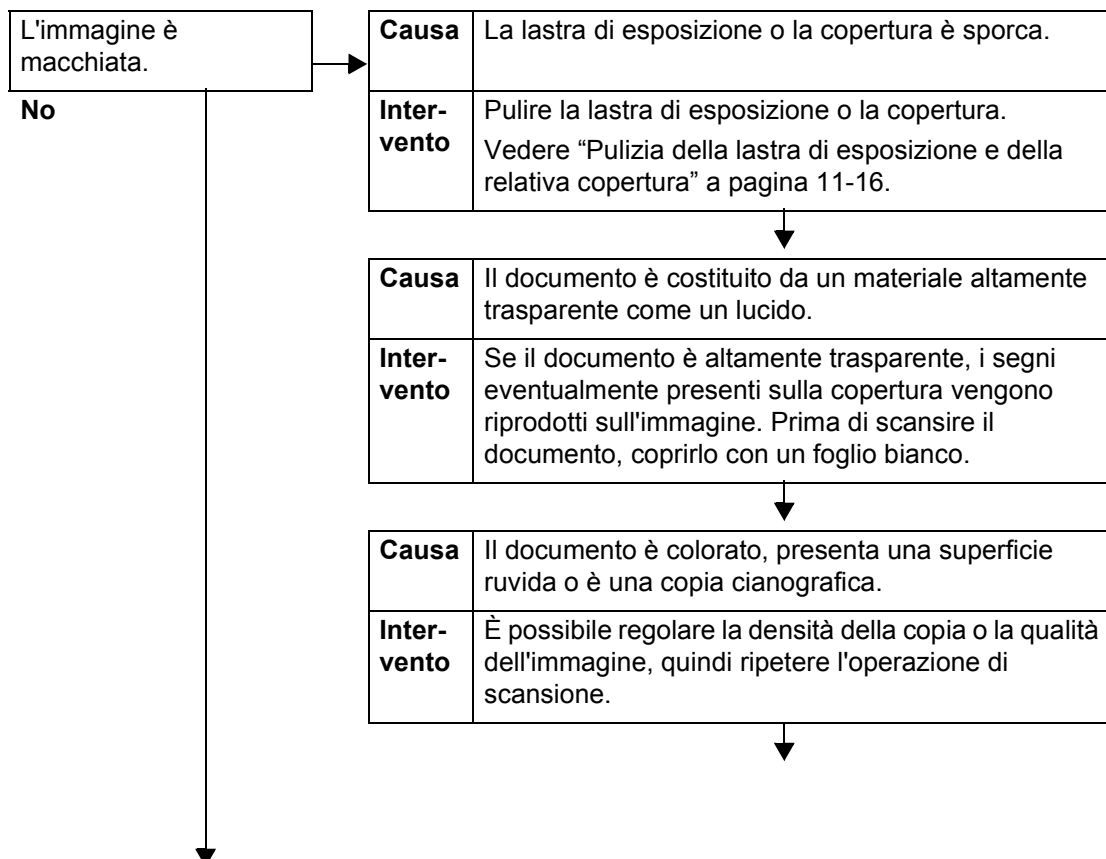 L'immagine è
macchiata.
No
Causa
La lastra di esposizione o la copertura è sporca.
Inter-
vento
Pulire la lastra di esposizione o la copertura.
Vedere “Pulizia della lastra di esposizione e della
relativa copertura” a pagina 11-16.
Causa
Il documento è costituito da un materiale altamente
trasparente come un lucido.
Inter-
vento
Se il documento è altamente trasparente, i segni
eventualmente presenti sulla copertura vengono
riprodotti sull'immagine. Prima di scansire il
documento, coprirlo con un foglio bianco.
Causa
Il documento è colorato, presenta una superficie
ruvida o è una copia cianografica.
Inter-
vento
È possibile regolare la densità della copia o la qualità
dell'immagine, quindi ripetere l'operazione di
scansione.